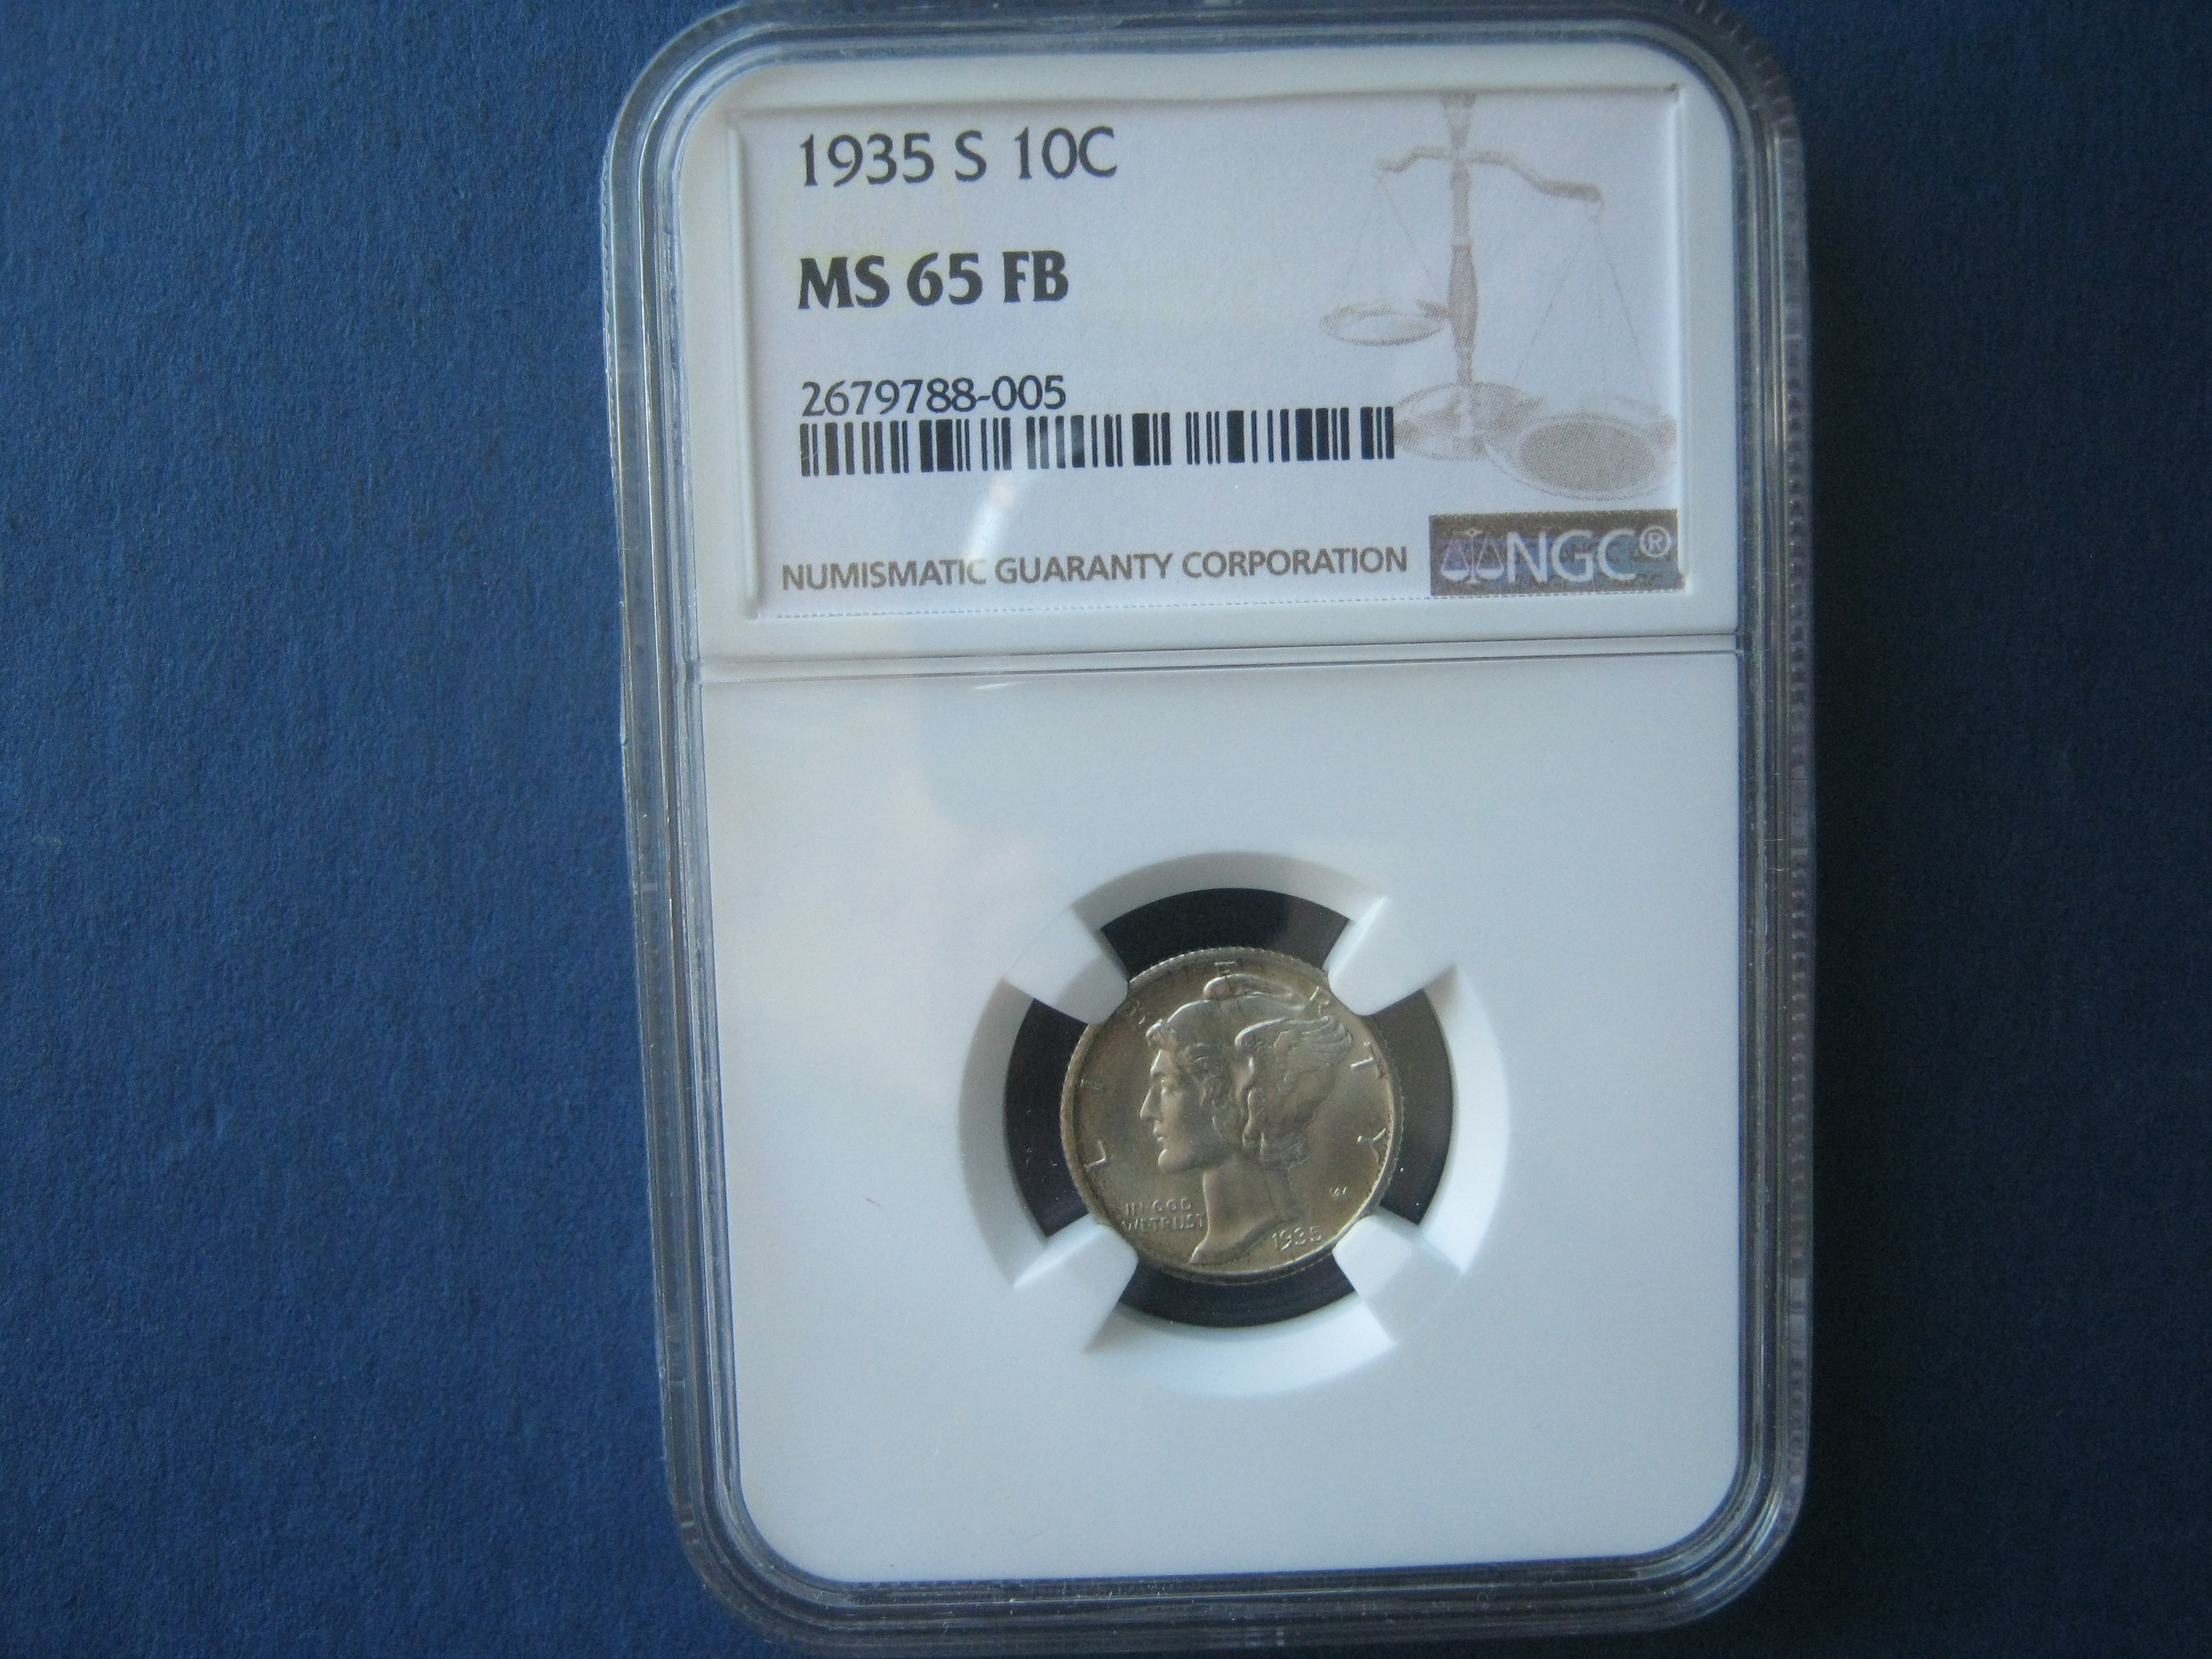 1935 S 10C
MS 65 FB
2679788-005
NUMISMATIC GUARANTY CORPORATION
NGC®
LIBERTY
IN GOD
WE TRUST
1935